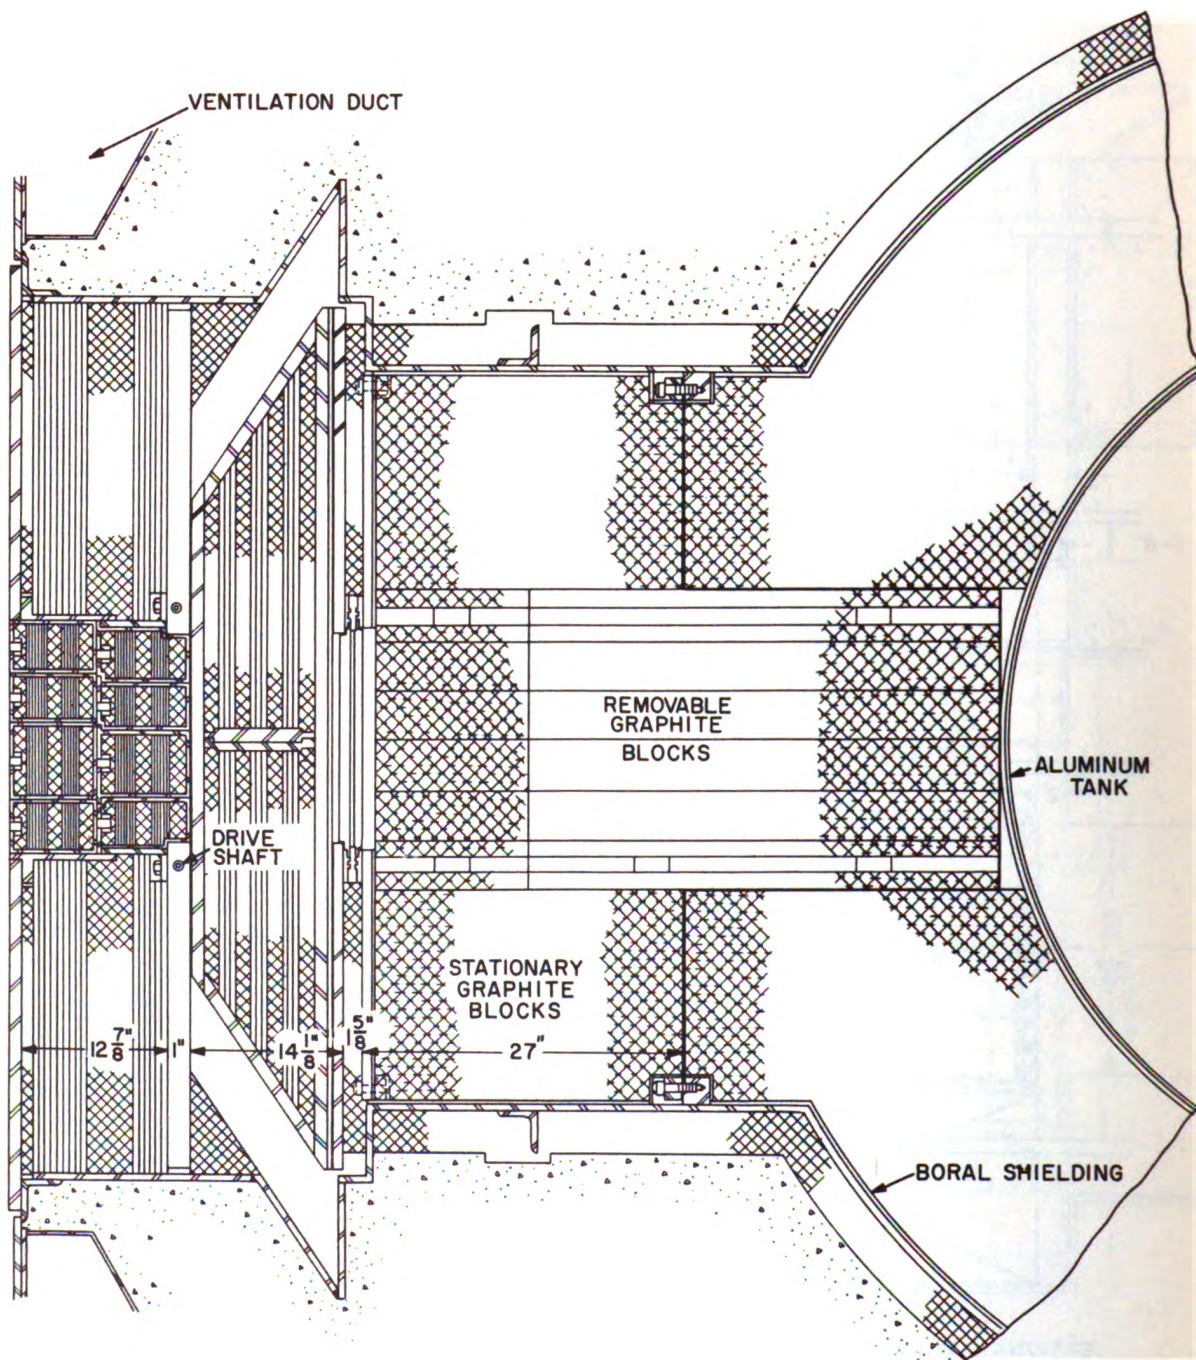 VENTILATION DUCT
REMOVABLE
GRAPHITE
BLOCKS
ALUMINUM
TANK
DRIVE
SHAFT
STATIONARY
GRAPHITE
BLOCKS
12 7/8" 1" 14 1/8" 1 5/8" 27"
BORAL SHIELDING